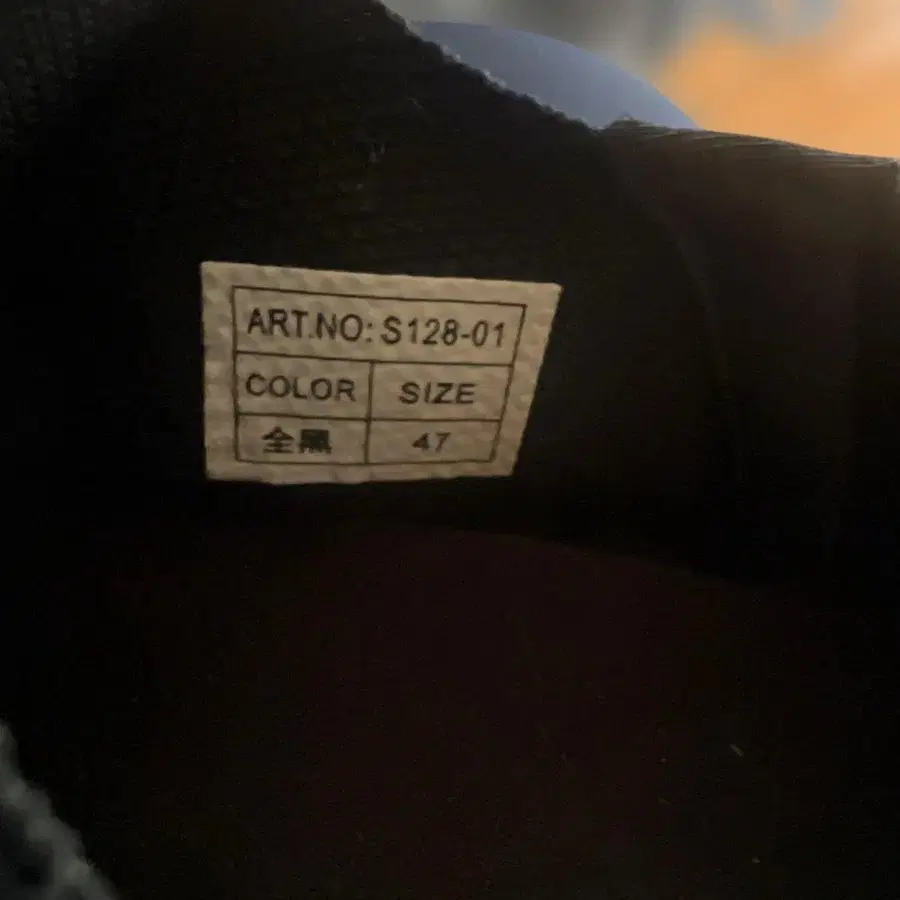 ART.NO: S128-01
COLOR SIZE
全黑 47